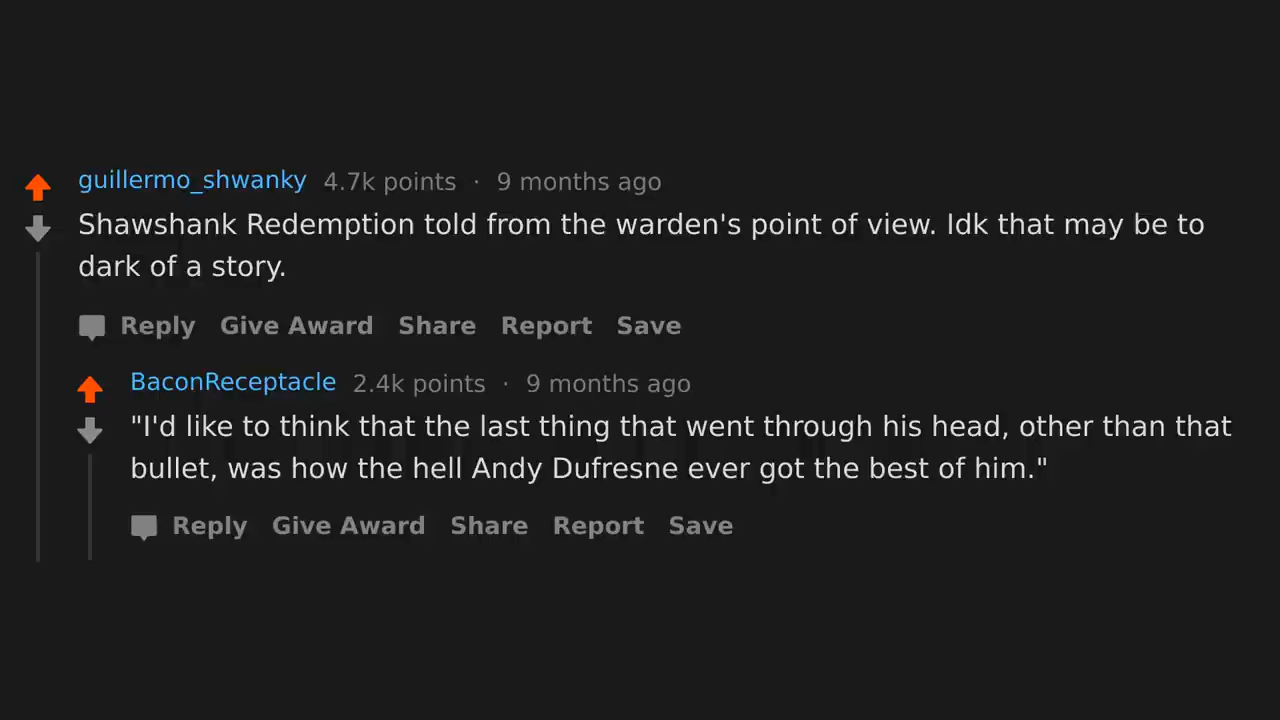 guillermo_shwanky 4.7k points · 9 months ago
Shawshank Redemption told from the warden's point of view. Idk that may be to
dark of a story.
Reply Give Award Share Report Save
BaconReceptacle 2.4k points · 9 months ago
"I'd like to think that the last thing that went through his head, other than that
bullet, was how the hell Andy Dufresne ever got the best of him."
Reply Give Award Share Report Save